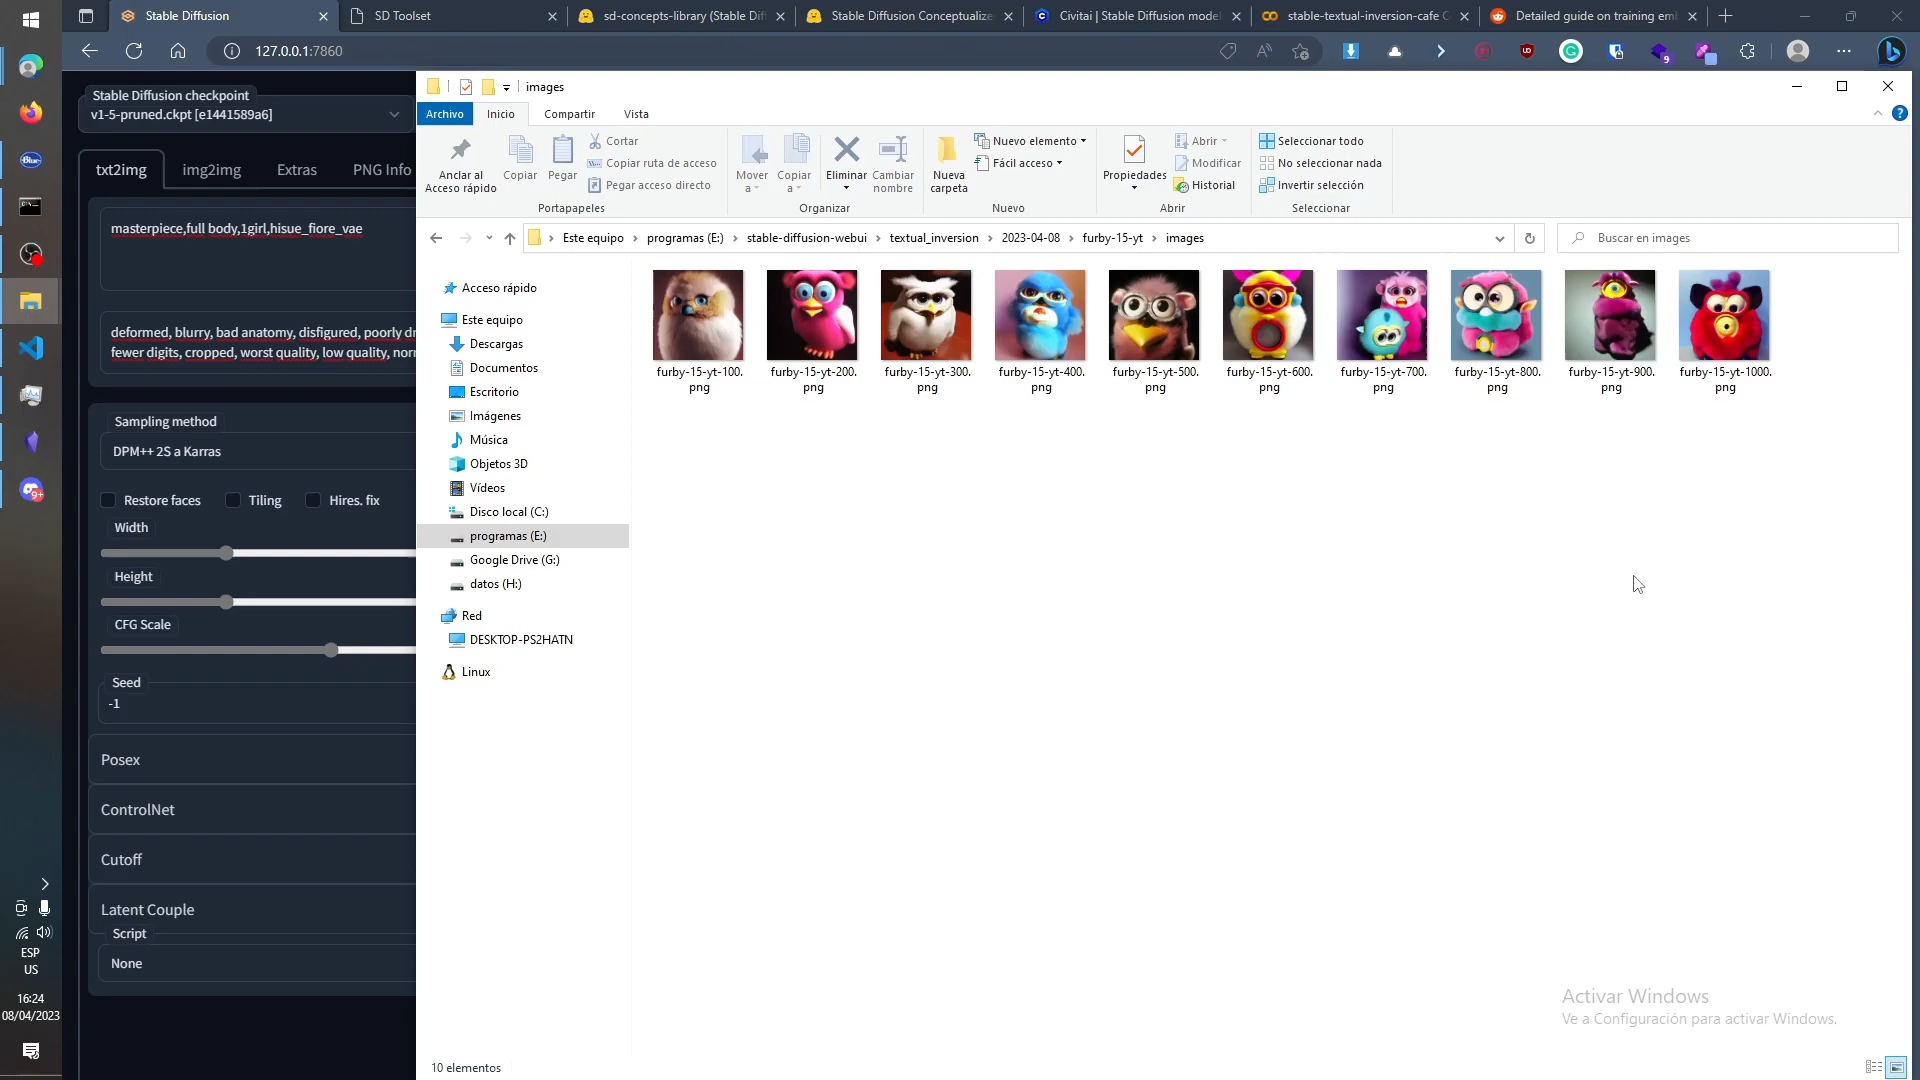 Stable Diffusion
SD Toolset
sd-concepts-library (Stable Dif
Stable Diffusion Conceptualize
Civitai | Stable Diffusion model
stable-textual-inversion-cafe C
Detailed guide on training em
127.0.0.1:7860
Stable Diffusion checkpoint
v1-5-pruned.ckpt [e1441589a6]
txt2img
img2img
Extras
PNG Info
masterpiece,full body,1girl,hisue_fiore_vae
deformed, blurry, bad anatomy, disfigured, poorly dr
fewer digits, cropped, worst quality, low quality, nor
Sampling method
DPM++ 2S a Karras
Restore faces
Tiling
Hires. fix
Width
Height
CFG Scale
Seed
-1
Posex
ControlNet
Cutoff
Latent Couple
Script
None
images
Archivo
Inicio
Compartir
Vista
Anclar al
Acceso rápido
Copiar
Pegar
Cortar
Copiar ruta de acceso
Pegar acceso directo
Portapapeles
Mover
a
Copiar
a
Eliminar
Cambiar
nombre
Organizar
Nueva
carpeta
Nuevo elemento
Fácil acceso
Nuevo
Propiedades
Abrir
Modificar
Historial
Abrir
Seleccionar todo
No seleccionar nada
Invertir selección
Seleccionar
Este equipo > programas (E:) > stable-diffusion-webui > textual_inversion > 2023-04-08 > furby-15-yt > images
Buscar en images
Acceso rápido
Este equipo
Descargas
Documentos
Escritorio
Imágenes
Música
Objetos 3D
Vídeos
Disco local (C:)
programas (E:)
Google Drive (G:)
datos (H:)
Red
DESKTOP-PS2HATN
Linux
furby-15-yt-100.
png
furby-15-yt-200.
png
furby-15-yt-300.
png
furby-15-yt-400.
png
furby-15-yt-500.
png
furby-15-yt-600.
png
furby-15-yt-700.
png
furby-15-yt-800.
png
furby-15-yt-900.
png
furby-15-yt-1000.
png
Activar Windows
Ve a Configuración para activar Windows.
10 elementos
Blue
9+
9
ESP
US
16:24
08/04/2023